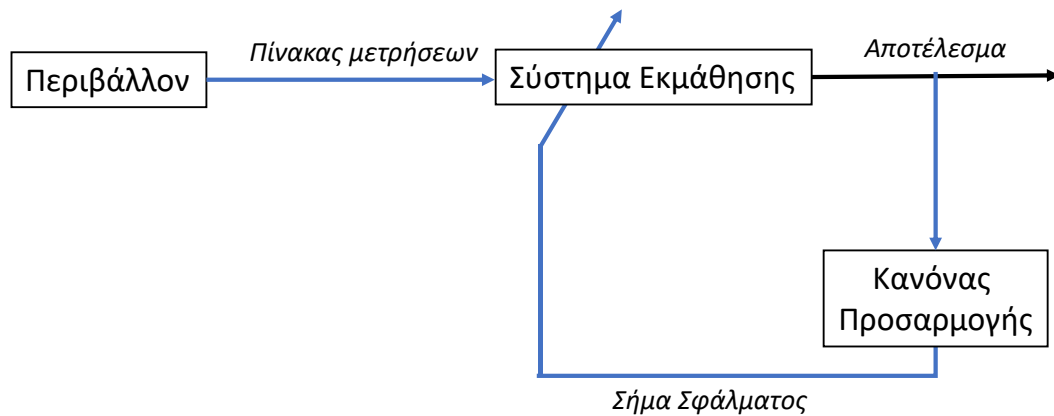 Πίνακας μετρήσεων
Αποτέλεσμα
Περιβάλλον
Σύστημα Εκμάθησης
Κανόνας
Προσαρμογής
Σήμα Σφάλματος